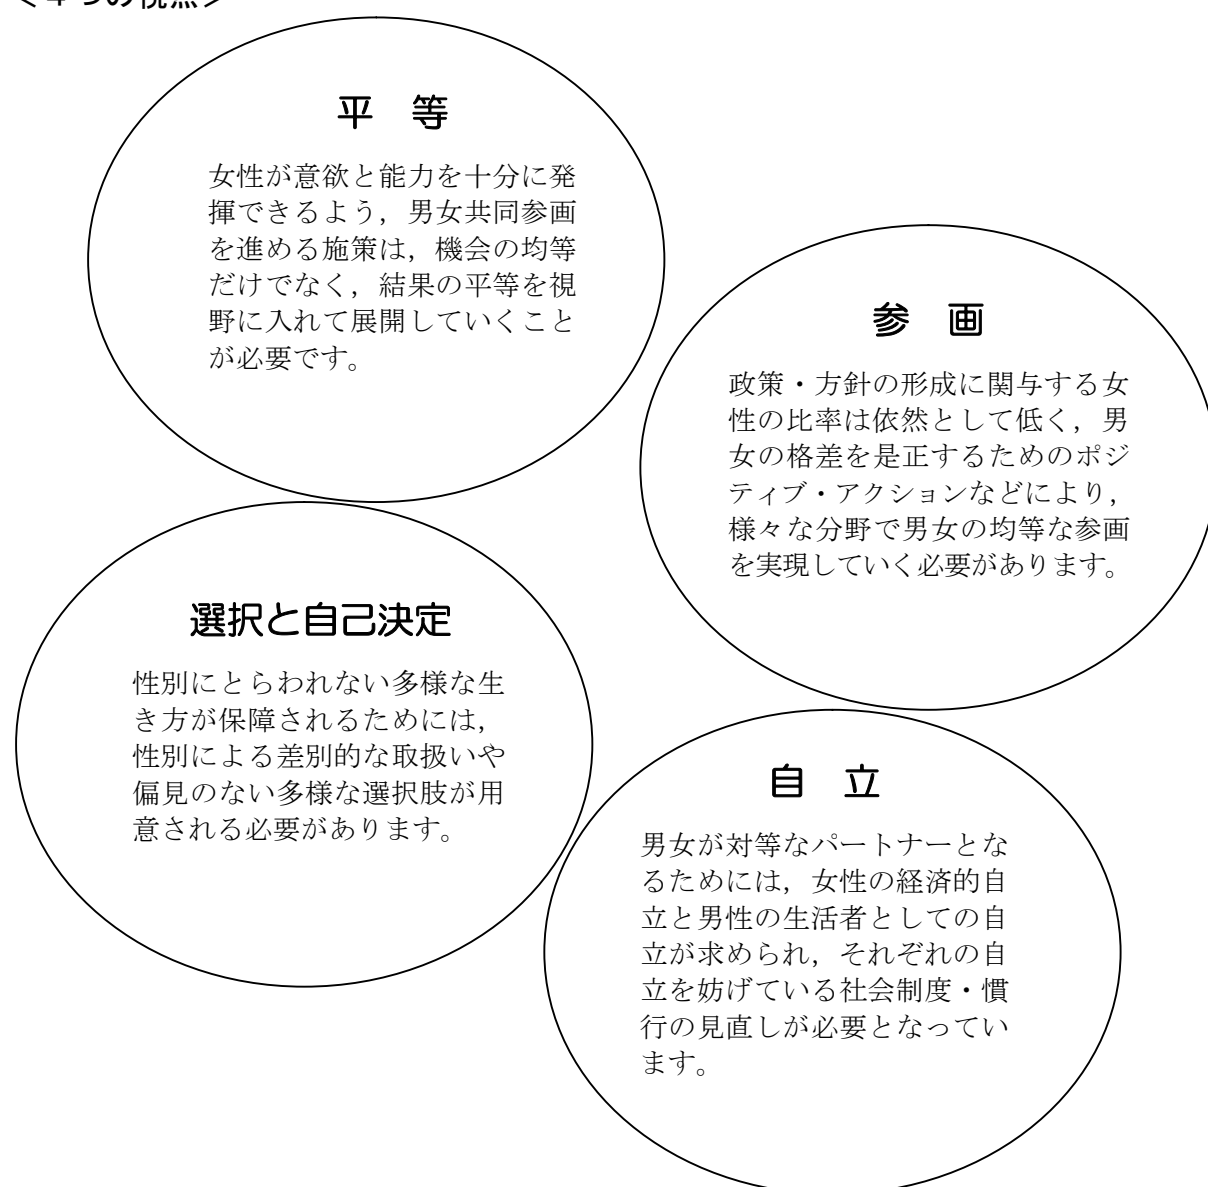 ＜４つの視点＞
平　等
女性が意欲と能力を十分に発
揮できるよう，男女共同参画
を進める施策は，機会の均等
だけでなく，結果の平等を視
野に入れて展開していくこと
が必要です。
参　画
政策・方針の形成に関与する女
性の比率は依然として低く，男
女の格差を是正するためのポジ
ティブ・アクションなどにより，
様々な分野で男女の均等な参画
を実現していく必要があります。
選択と自己決定
性別にとらわれない多様な生
き方が保障されるためには，
性別による差別的な取扱いや
偏見のない多様な選択肢が用
意される必要があります。
自　立
男女が対等なパートナーとな
るためには，女性の経済的自
立と男性の生活者としての自
立が求められ，それぞれの自
立を妨げている社会制度・慣
行の見直しが必要となってい
ます。